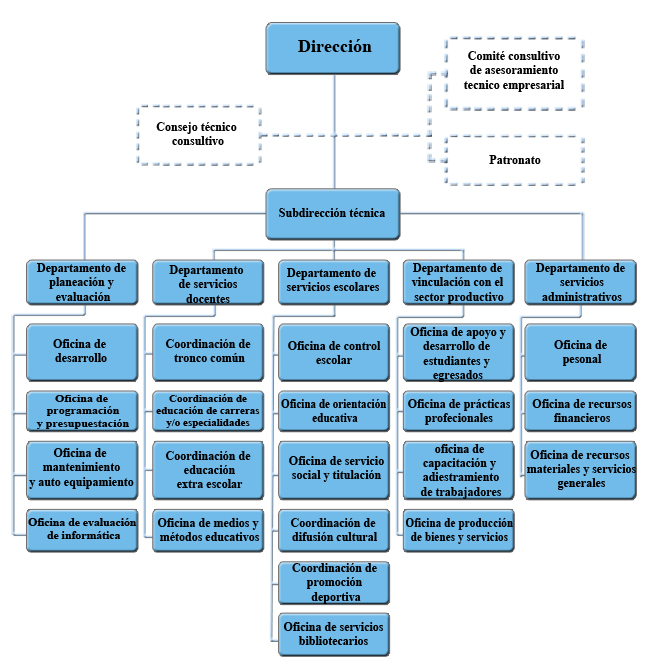 Dirección
Comité consultivo
de asesoramiento
tecnico empresarial
Consejo técnico
consultivo
Patronato
Subdirección técnica
Departamento de
planeación y
evaluación
Departamento
de servicios
docentes
Departamento de
servicios escolares
Departamento de
vinculación con el
sector productivo
Departamento de
servicios
administrativos
Oficina de
desarrollo
Oficina de
programación
y presupuestación
Oficina de
mantenimiento
y auto equipamiento
Oficina de evaluación
de informática
Coordinación de
tronco común
Coordinación de
educación de carreras
y/o especialidades
Coordinación de
educación
extra escolar
Oficina de medios y
métodos educativos
Oficina de control
escolar
Oficina de orientación
educativa
Oficina de servicio
social y titulación
Coordinación de
difusión cultural
Coordinación de
promoción
deportiva
Oficina de servicios
bibliotecarios
Oficina de apoyo y
desarrollo de
estudiantes y
egresados
Oficina de prácticas
profecionales
oficina de
capacitación y
adiestramiento
de trabajadores
Oficina de producción
de bienes y servicios
Oficina de
pesonal
Oficina de recursos
financieros
Oficina de recursos
materiales y servicios
generales